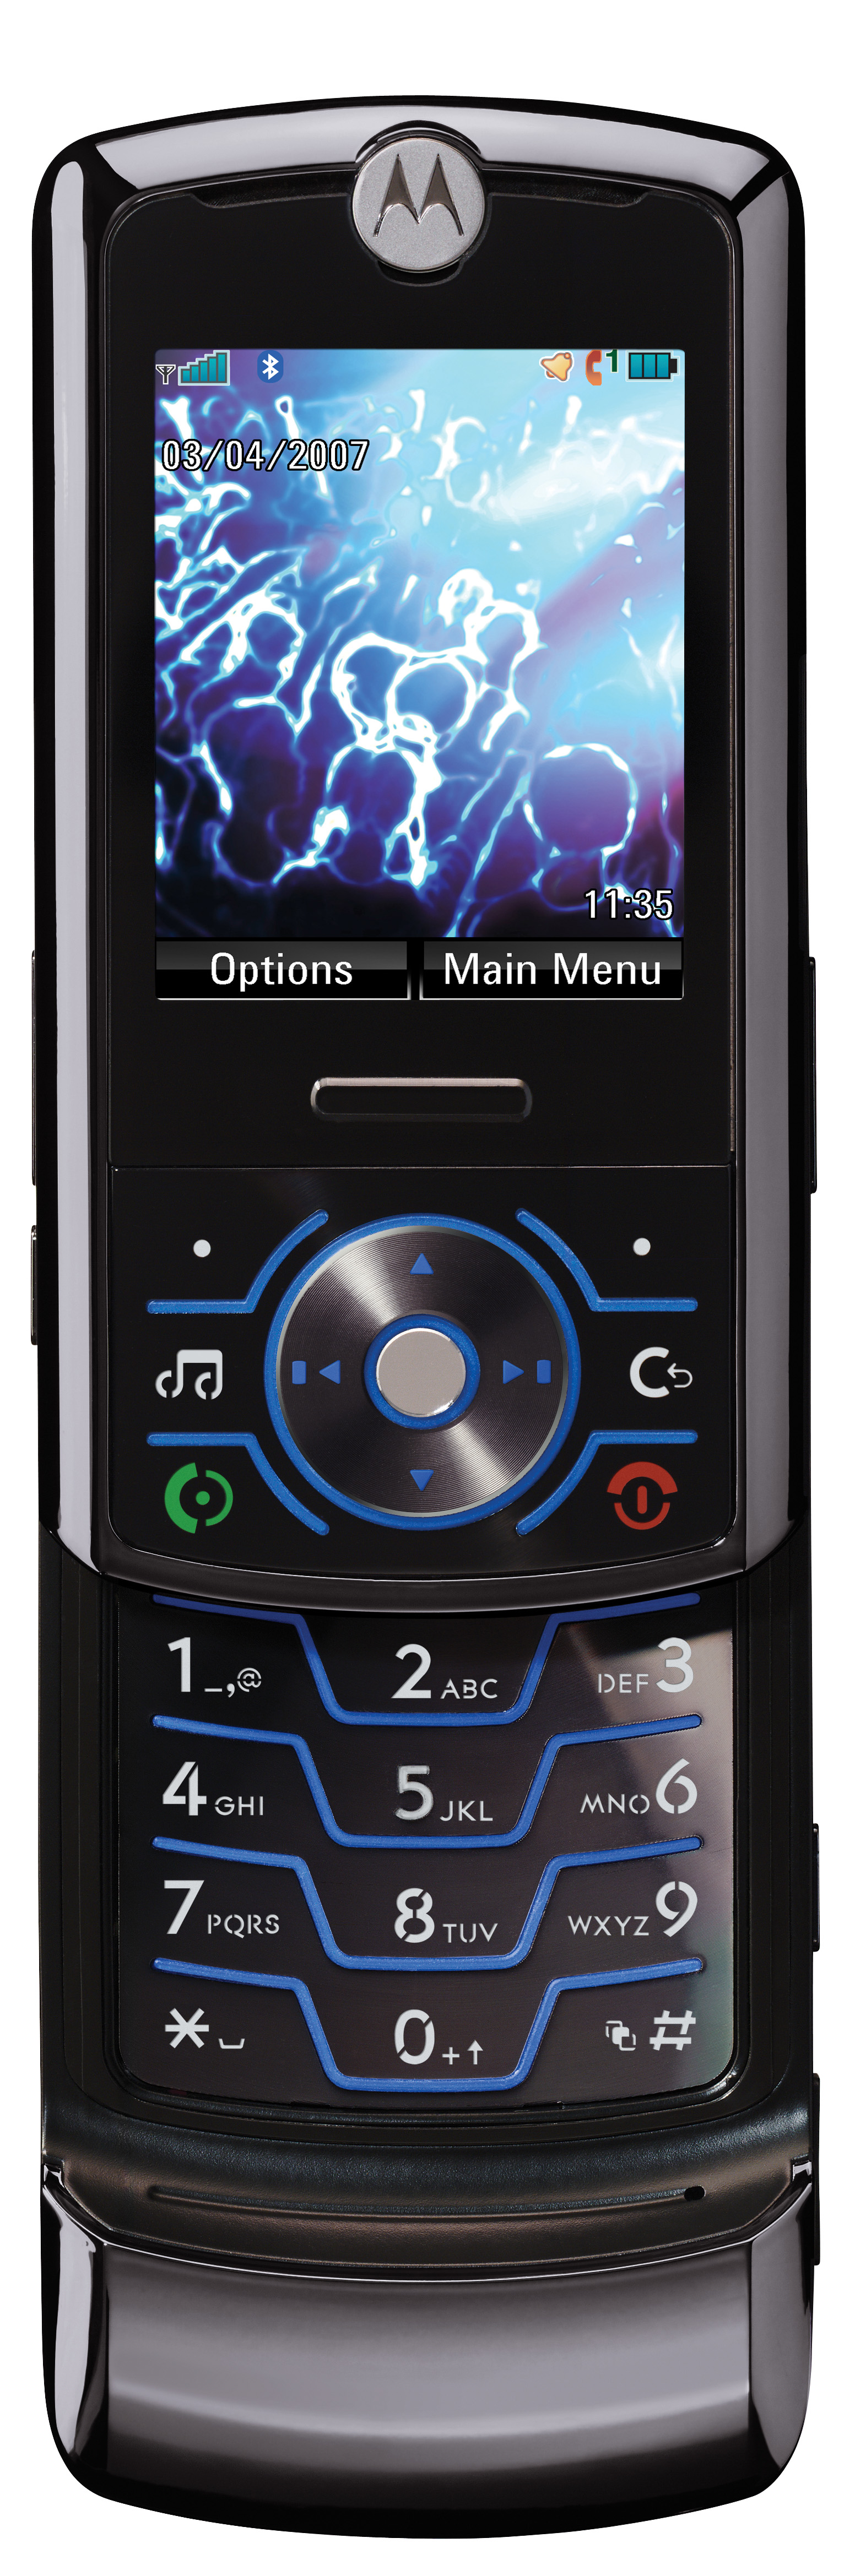 1
03/04/2007
11:35
Options Main Menu
C
1 _,@ 2 ABC DEF 3
4 GHI 5 JKL MNO 6
7 PQRS 8 TUV WXYZ 9
* 0 + #